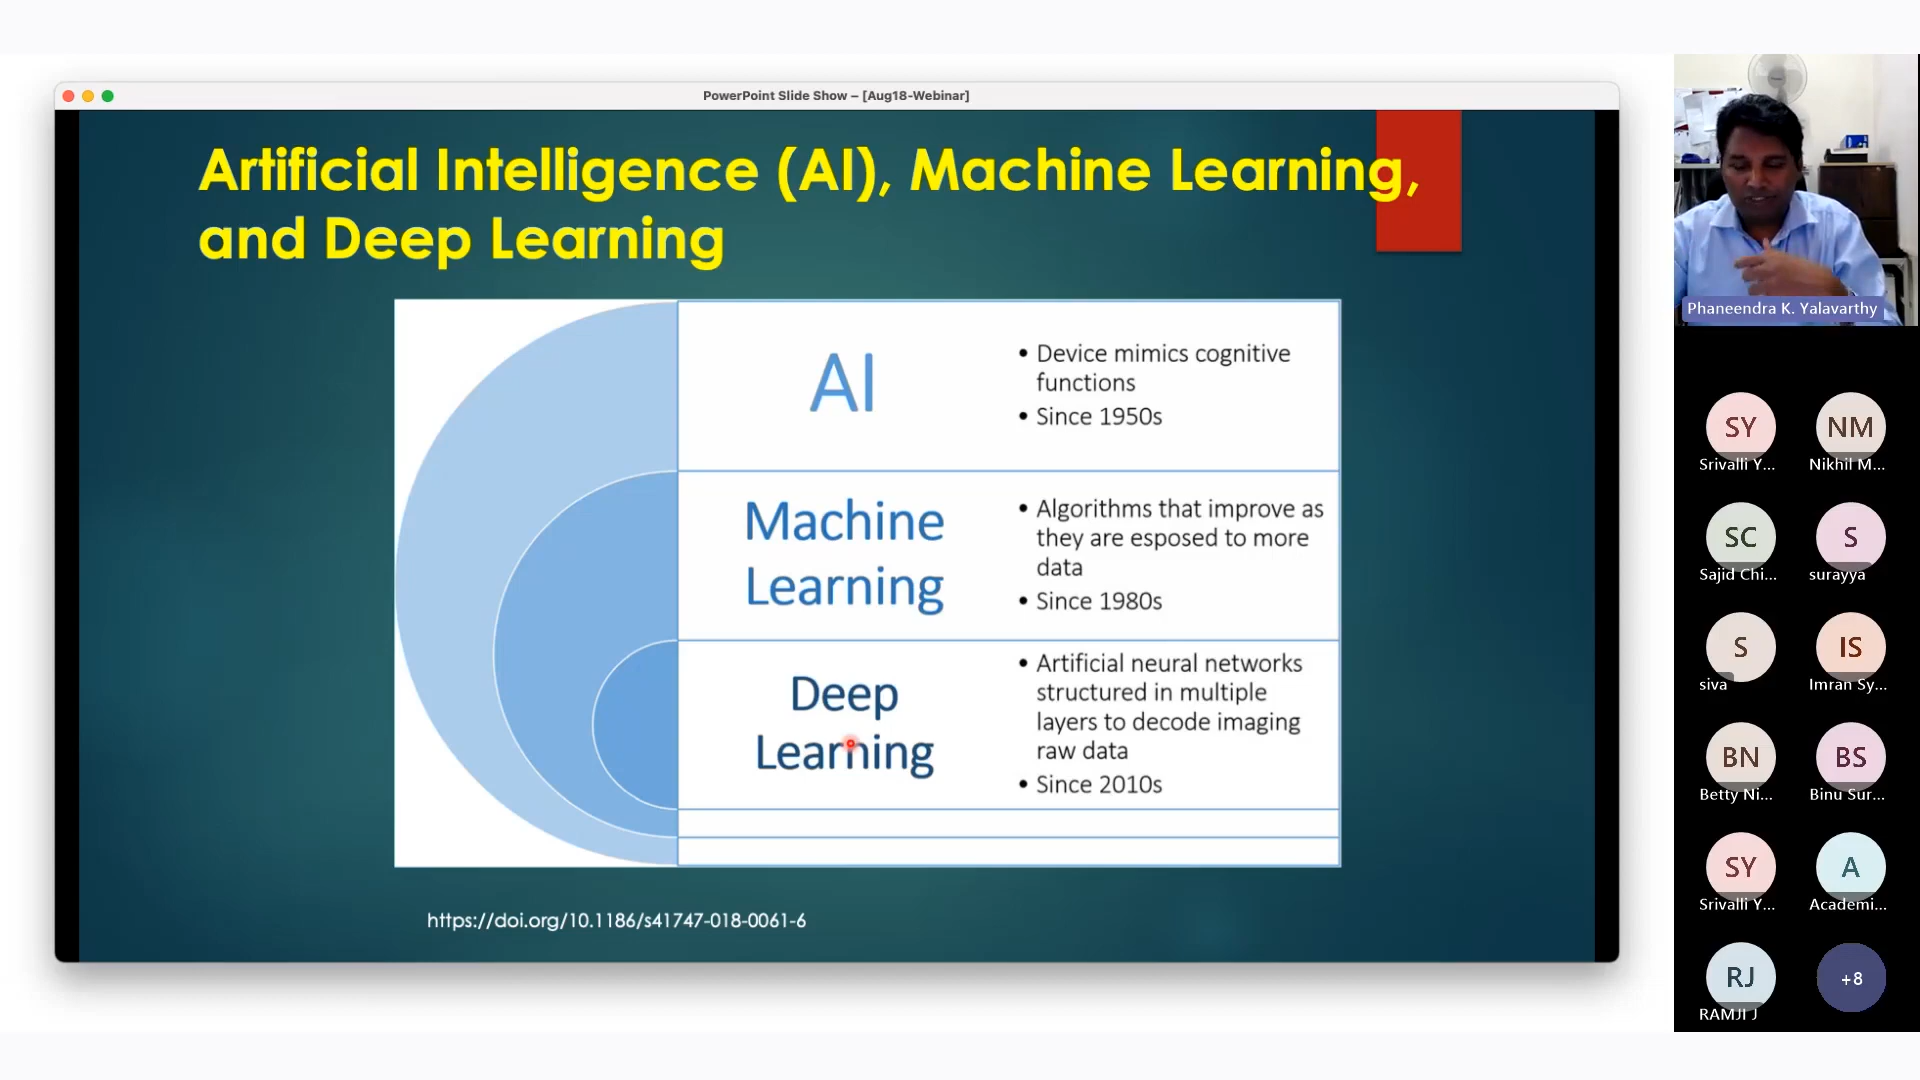 PowerPoint Slide Show – [Aug18-Webinar]
Artificial Intelligence (AI), Machine Learning,
and Deep Learning
AI
• Device mimics cognitive
functions
• Since 1950s
Machine
Learning
• Algorithms that improve as
they are esposed to more
data
• Since 1980s
Deep
Learning
• Artificial neural networks
structured in multiple
layers to decode imaging
raw data
• Since 2010s
https://doi.org/10.1186/s41747-018-0061-6
Phaneendra K. Yalavarthy
SY
Srivalli Y...
NM
Nikhil M...
SC
Sajid Chi...
S
surayya
S
siva
IS
Imran Sy...
BN
Betty Ni...
BS
Binu Sur...
SY
Srivalli Y...
A
Academi...
RJ
RAMJI J
+8